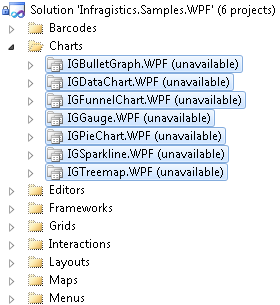 Solution 'Infragistics.Samples.WPF' (6 projects)
Barcodes
Charts
IGBulletGraph.WPF (unavailable)
IGDataChart.WPF (unavailable)
IGFunnelChart.WPF (unavailable)
IGGauge.WPF (unavailable)
IGPieChart.WPF (unavailable)
IGSparkline.WPF (unavailable)
IGTreemap.WPF (unavailable)
Editors
Frameworks
Grids
Interactions
Layouts
Maps
Menus